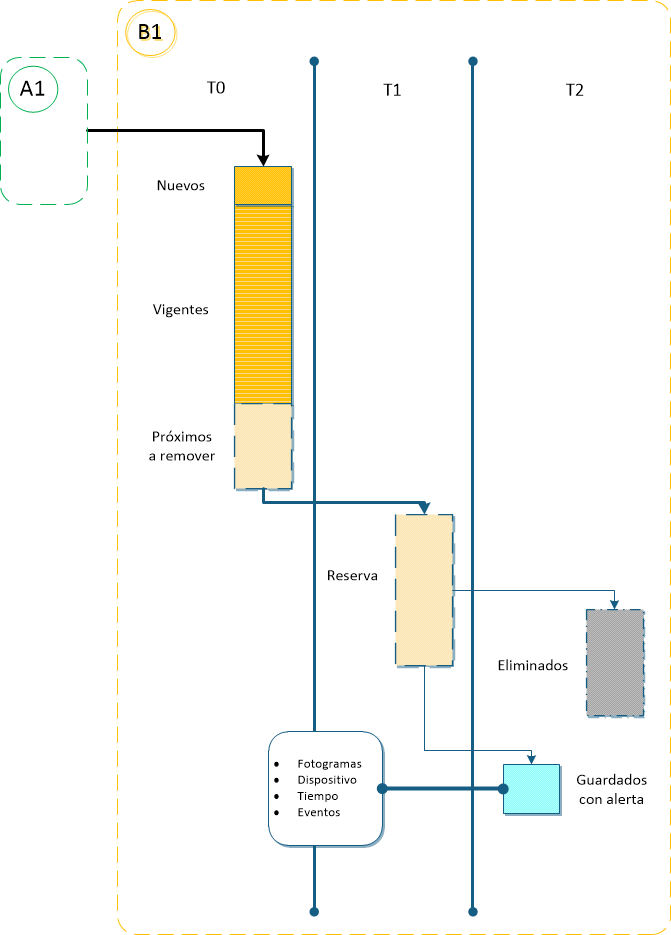 B1
A1
T0
T1
T2
Nuevos
Vigentes
Próximos
a remover
Reserva
Eliminados
• Fotogramas
• Dispositivo
• Tiempo
• Eventos
Guardados
con alerta